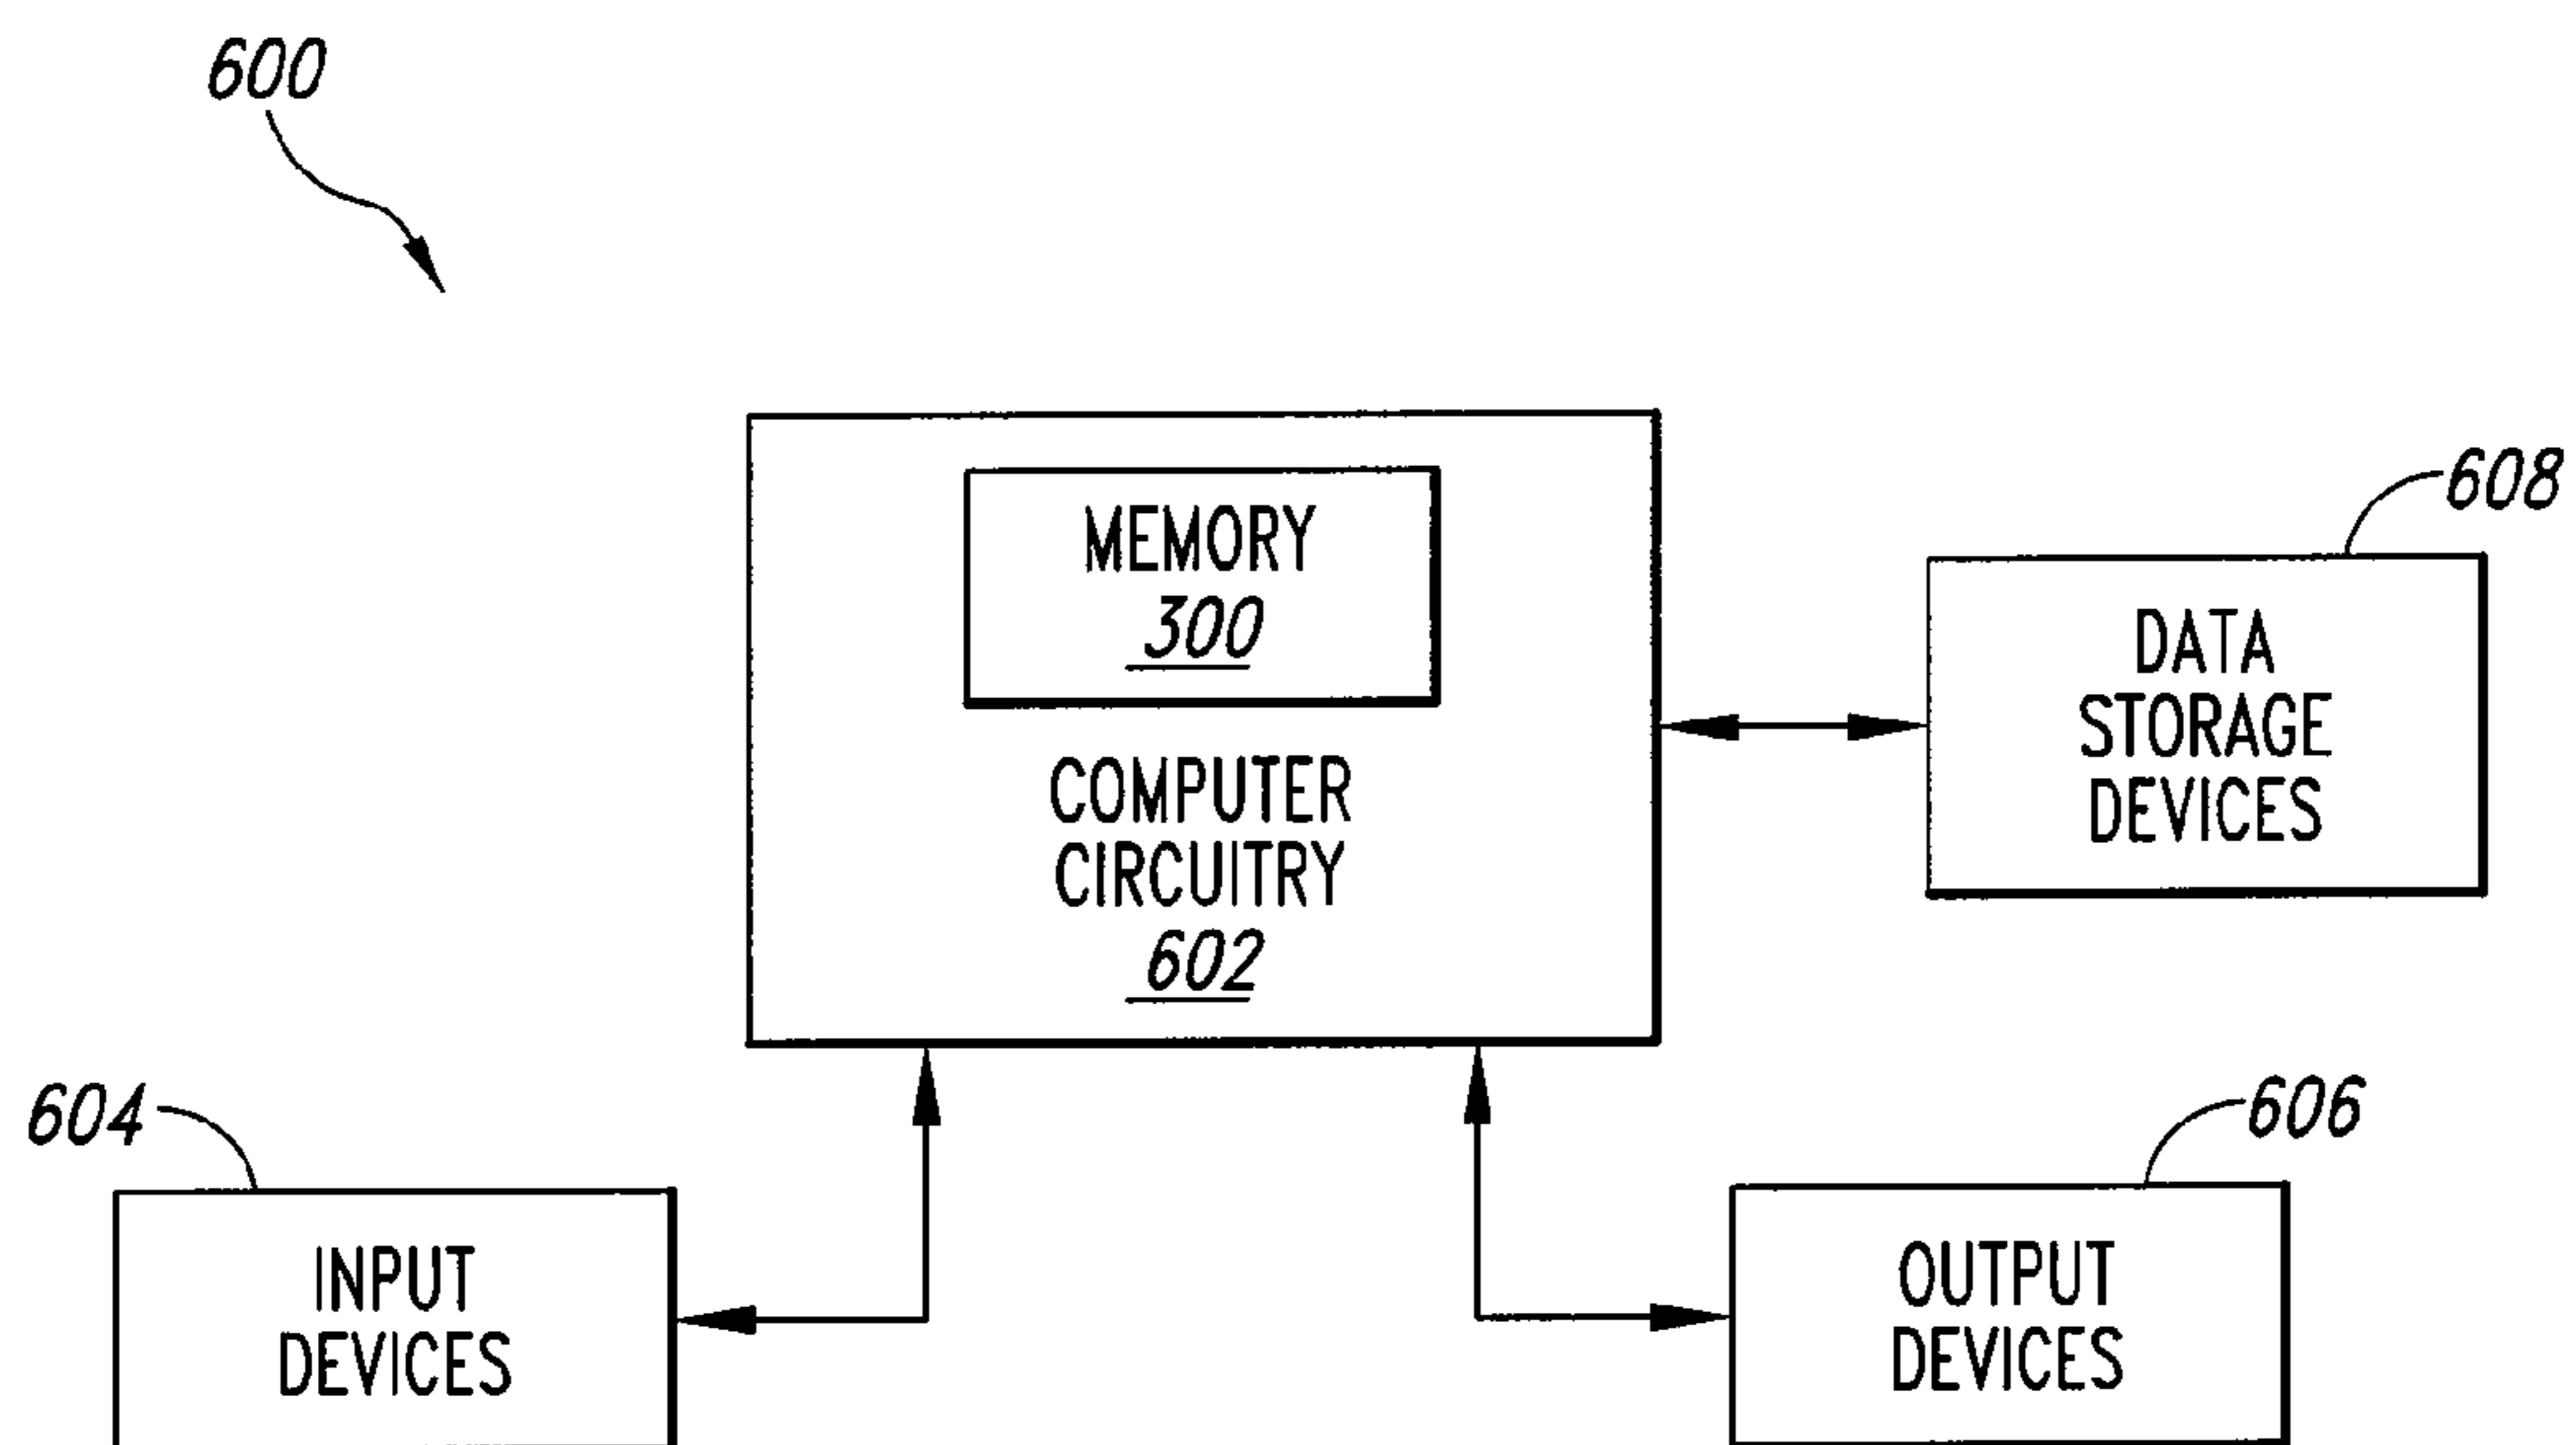 600
MEMORY
300
COMPUTER
CIRCUITRY
602
608
DATA
STORAGE
DEVICES
604
INPUT
DEVICES
606
OUTPUT
DEVICES